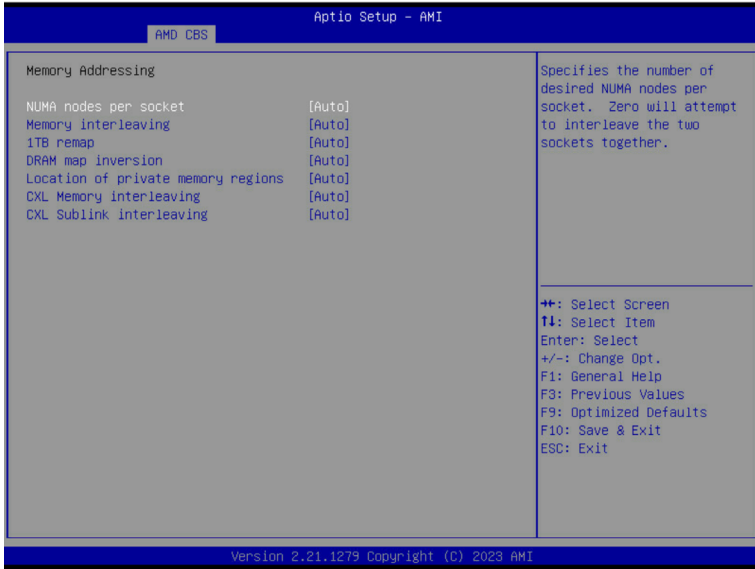 Aptio Setup - AMI
AMD CBS
Memory Addressing
NUMA nodes per socket [Auto]
Memory interleaving [Auto]
1TB remap [Auto]
DRAM map inversion [Auto]
Location of private memory regions [Auto]
CXL Memory interleaving [Auto]
CXL Sublink interleaving [Auto]
Specifies the number of
desired NUMA nodes per
socket. Zero will attempt
to interleave the two
sockets together.
→←: Select Screen
↑↓: Select Item
Enter: Select
+/-: Change Opt.
F1: General Help
F3: Previous Values
F9: Optimized Defaults
F10: Save & Exit
ESC: Exit
Version 2.21.1279 Copyright (C) 2023 AMI